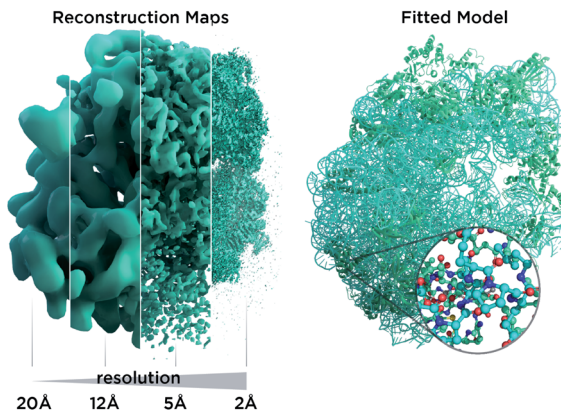 Reconstruction Maps
Fitted Model
resolution
20Å 12Å 5Å 2Å